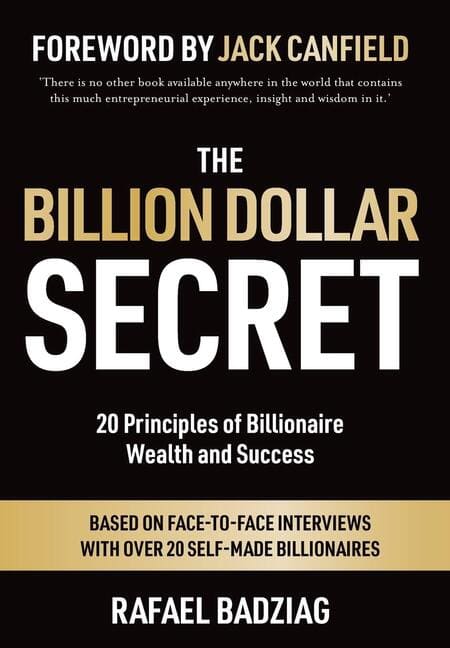 FOREWORD BY JACK CANFIELD
'There is no other book available anywhere in the world that contains
this much entrepreneurial experience, insight and wisdom in it.'
THE
BILLION DOLLAR
SECRET
20 Principles of Billionaire
Wealth and Success
BASED ON FACE-TO-FACE INTERVIEWS
WITH OVER 20 SELF-MADE BILLIONAIRES
RAFAEL BADZIAG